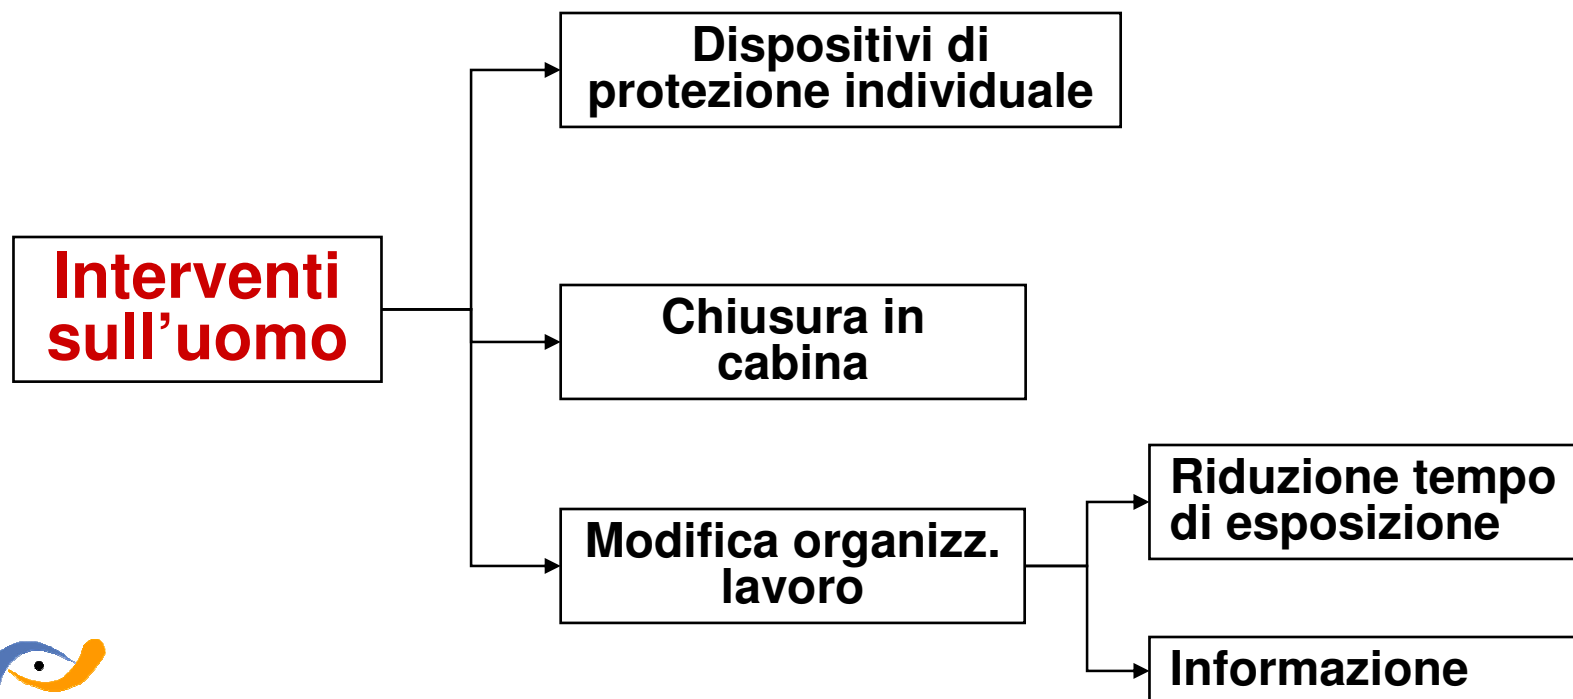 Dispositivi di
protezione individuale
Interventi
sull’uomo
Chiusura in
cabina
Modifica organizz.
lavoro
Riduzione tempo
di esposizione
Informazione